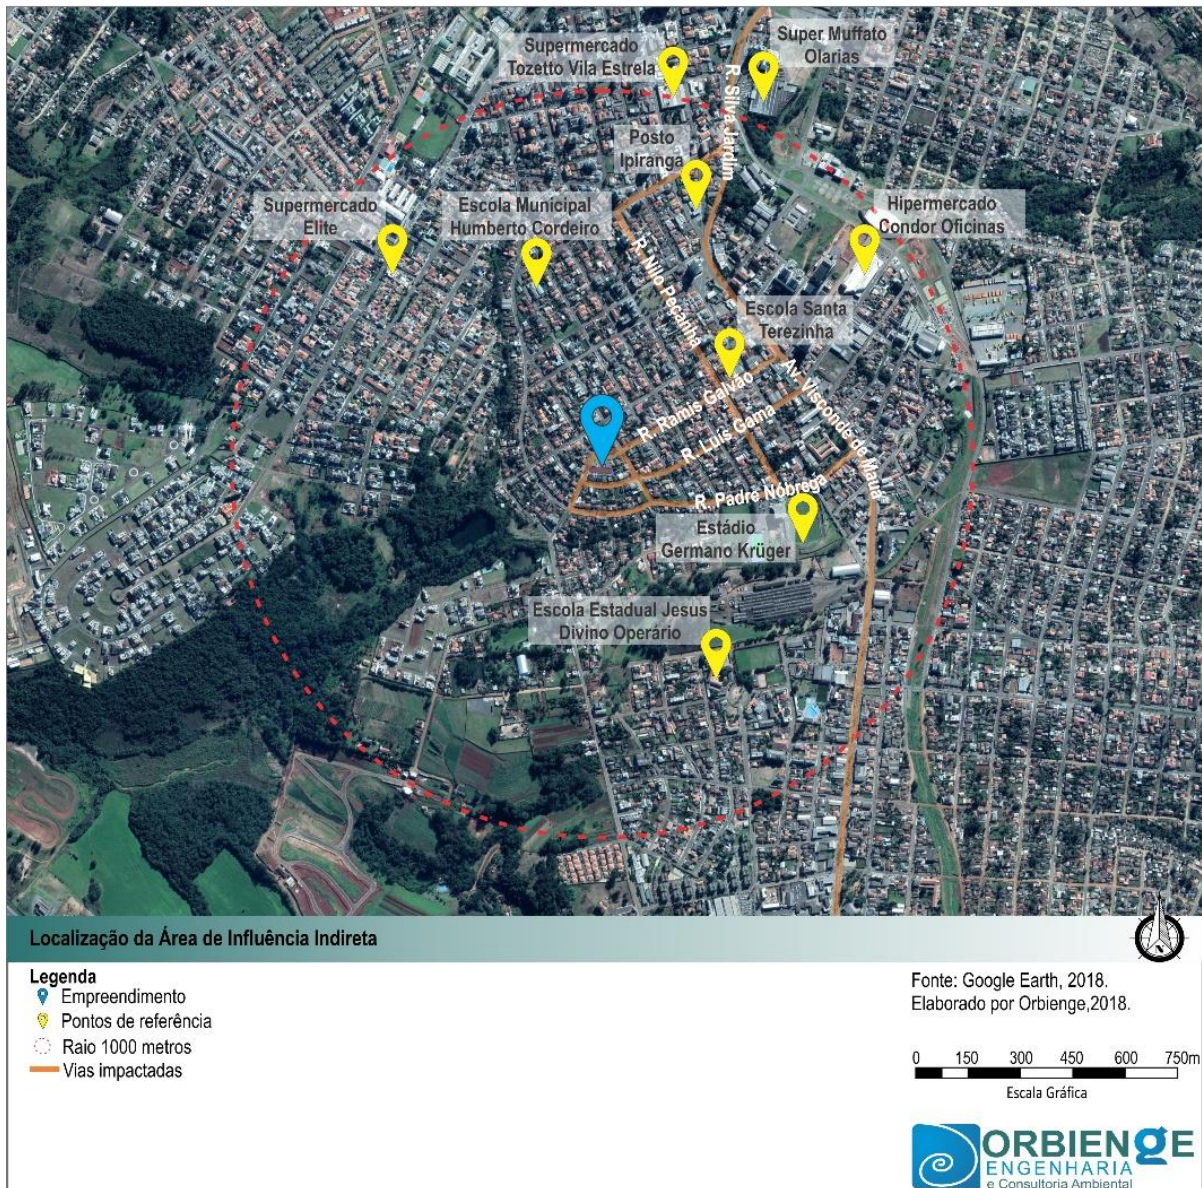 Supermercado
Tozetto Vila Estrela
Super Muffato
Olarias
R. Silva Jardim
Posto
Ipiranga
Supermercado
Elite
Escola Municipal
Humberto Cordeiro
Hipermercado
Condor Oficinas
R. Nilo Peçanha
Escola Santa
Terezinha
R. Ramis Galvão
Av. Visconde de Mauá
R. Luis Gama
R. Padre Nóbrega
Estádio
Germano Krüger
Escola Estadual Jesus
Divino Operário
Localização da Área de Influência Indireta
N
Legenda
Empreendimento
Pontos de referência
Raio 1000 metros
Vias impactadas
Fonte: Google Earth, 2018.
Elaborado por Orbienge,2018.
0 150 300 450 600 750m
Escala Gráfica
ORBIENGE
ENGENHARIA
e Consultoria Ambiental